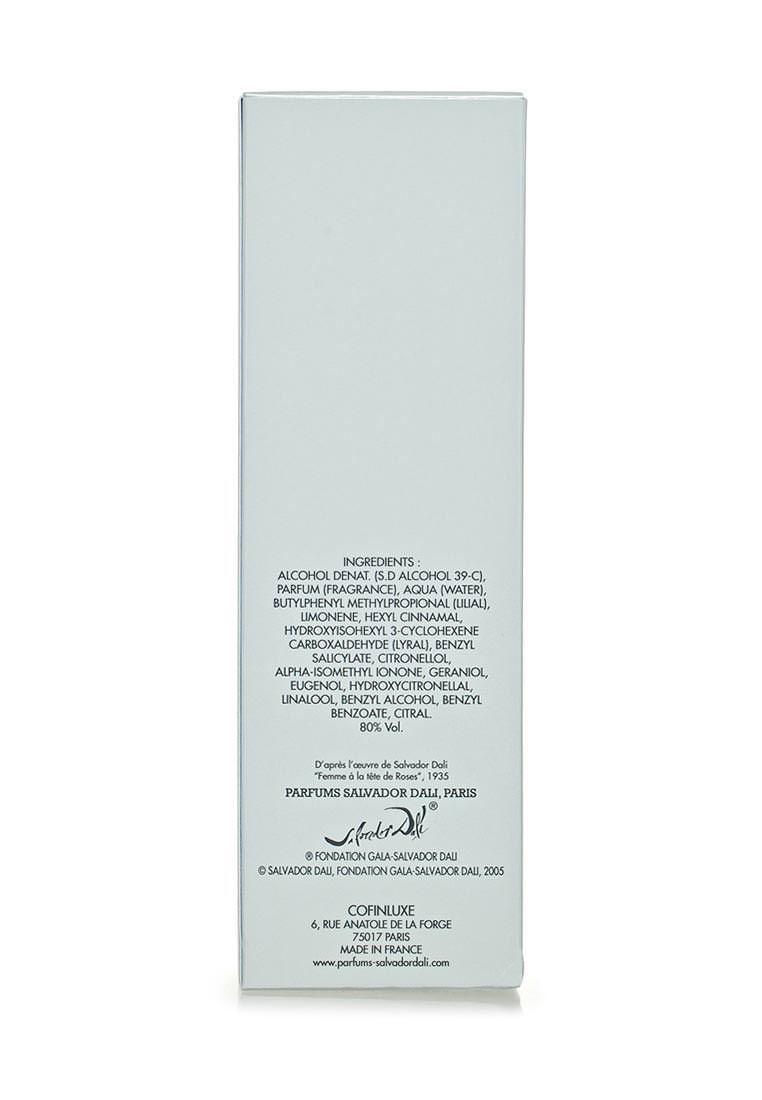 INGREDIENTS :
ALCOHOL DENAT. (S.D ALCOHOL 39-C),
PARFUM (FRAGRANCE), AQUA (WATER),
BUTYLPHENYL METHYLPROPIONAL (LILIAL),
LIMONENE, HEXYL CINNAMAL,
HYDROXYISOHEXYL 3-CYCLOHEXENE
CARBOXALDEHYDE (LYRAL), BENZYL
SALICYLATE, CITRONELLOL,
ALPHA-ISOMETHYL IONONE, GERANIOL,
EUGENOL, HYDROXYCITRONELLAL,
LINALOOL, BENZYL ALCOHOL, BENZYL
BENZOATE, CITRAL.
80% Vol.
D'après l'œuvre de Salvador Dali
"Femme à la tête de Roses", 1935
PARFUMS SALVADOR DALI, PARIS
Salvador Dali ®
® FONDATION GALA-SALVADOR DALI
© SALVADOR DALI, FONDATION GALA-SALVADOR DALI, 2005
COFINLUXE
6, RUE ANATOLE DE LA FORGE
75017 PARIS
MADE IN FRANCE
www.parfums-salvadordali.com